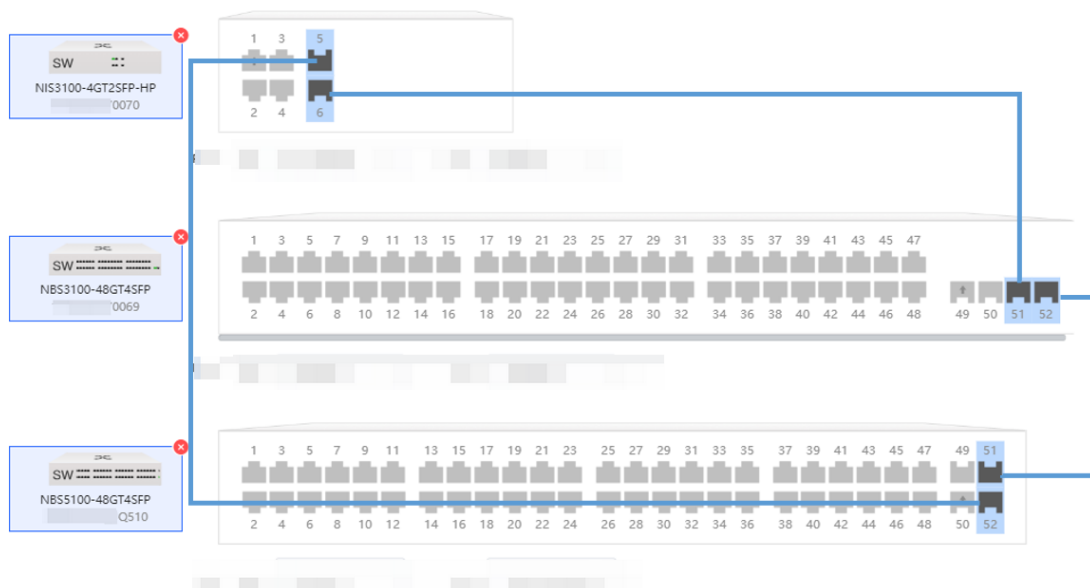 1 3 5
SW
NIS3100-4GT2SFP-HP
0070
2 4 6
1 3 5 7 9 11 13 15 17 19 21 23 25 27 29 31 33 35 37 39 41 43 45 47
SW
NBS3100-48GT4SFP
0069
2 4 6 8 10 12 14 16 18 20 22 24 26 28 30 32 34 36 38 40 42 44 46 48 49 50 51 52
1 3 5 7 9 11 13 15 17 19 21 23 25 27 29 31 33 35 37 39 41 43 45 47 49 51
SW
NBS5100-48GT4SFP
Q510
2 4 6 8 10 12 14 16 18 20 22 24 26 28 30 32 34 36 38 40 42 44 46 48 50 52